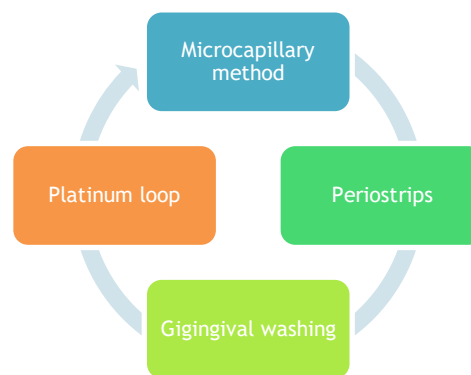 Microcapillary
method
Periostrips
Gigingival washing
Platinum loop